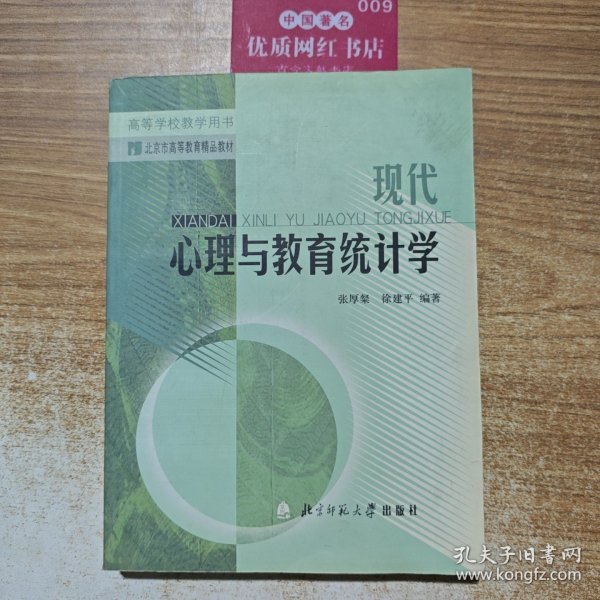 009
中国著名
优质网红书店
高等学校教学用书
北京市高等教育精品教材
现代
XIANDAI XINLI YU JIAOYU TONGJIXUE
心理与教育统计学
张厚粲 徐建平 编著
北京师范大学出版社
孔夫子旧书网
www.kongfz.com